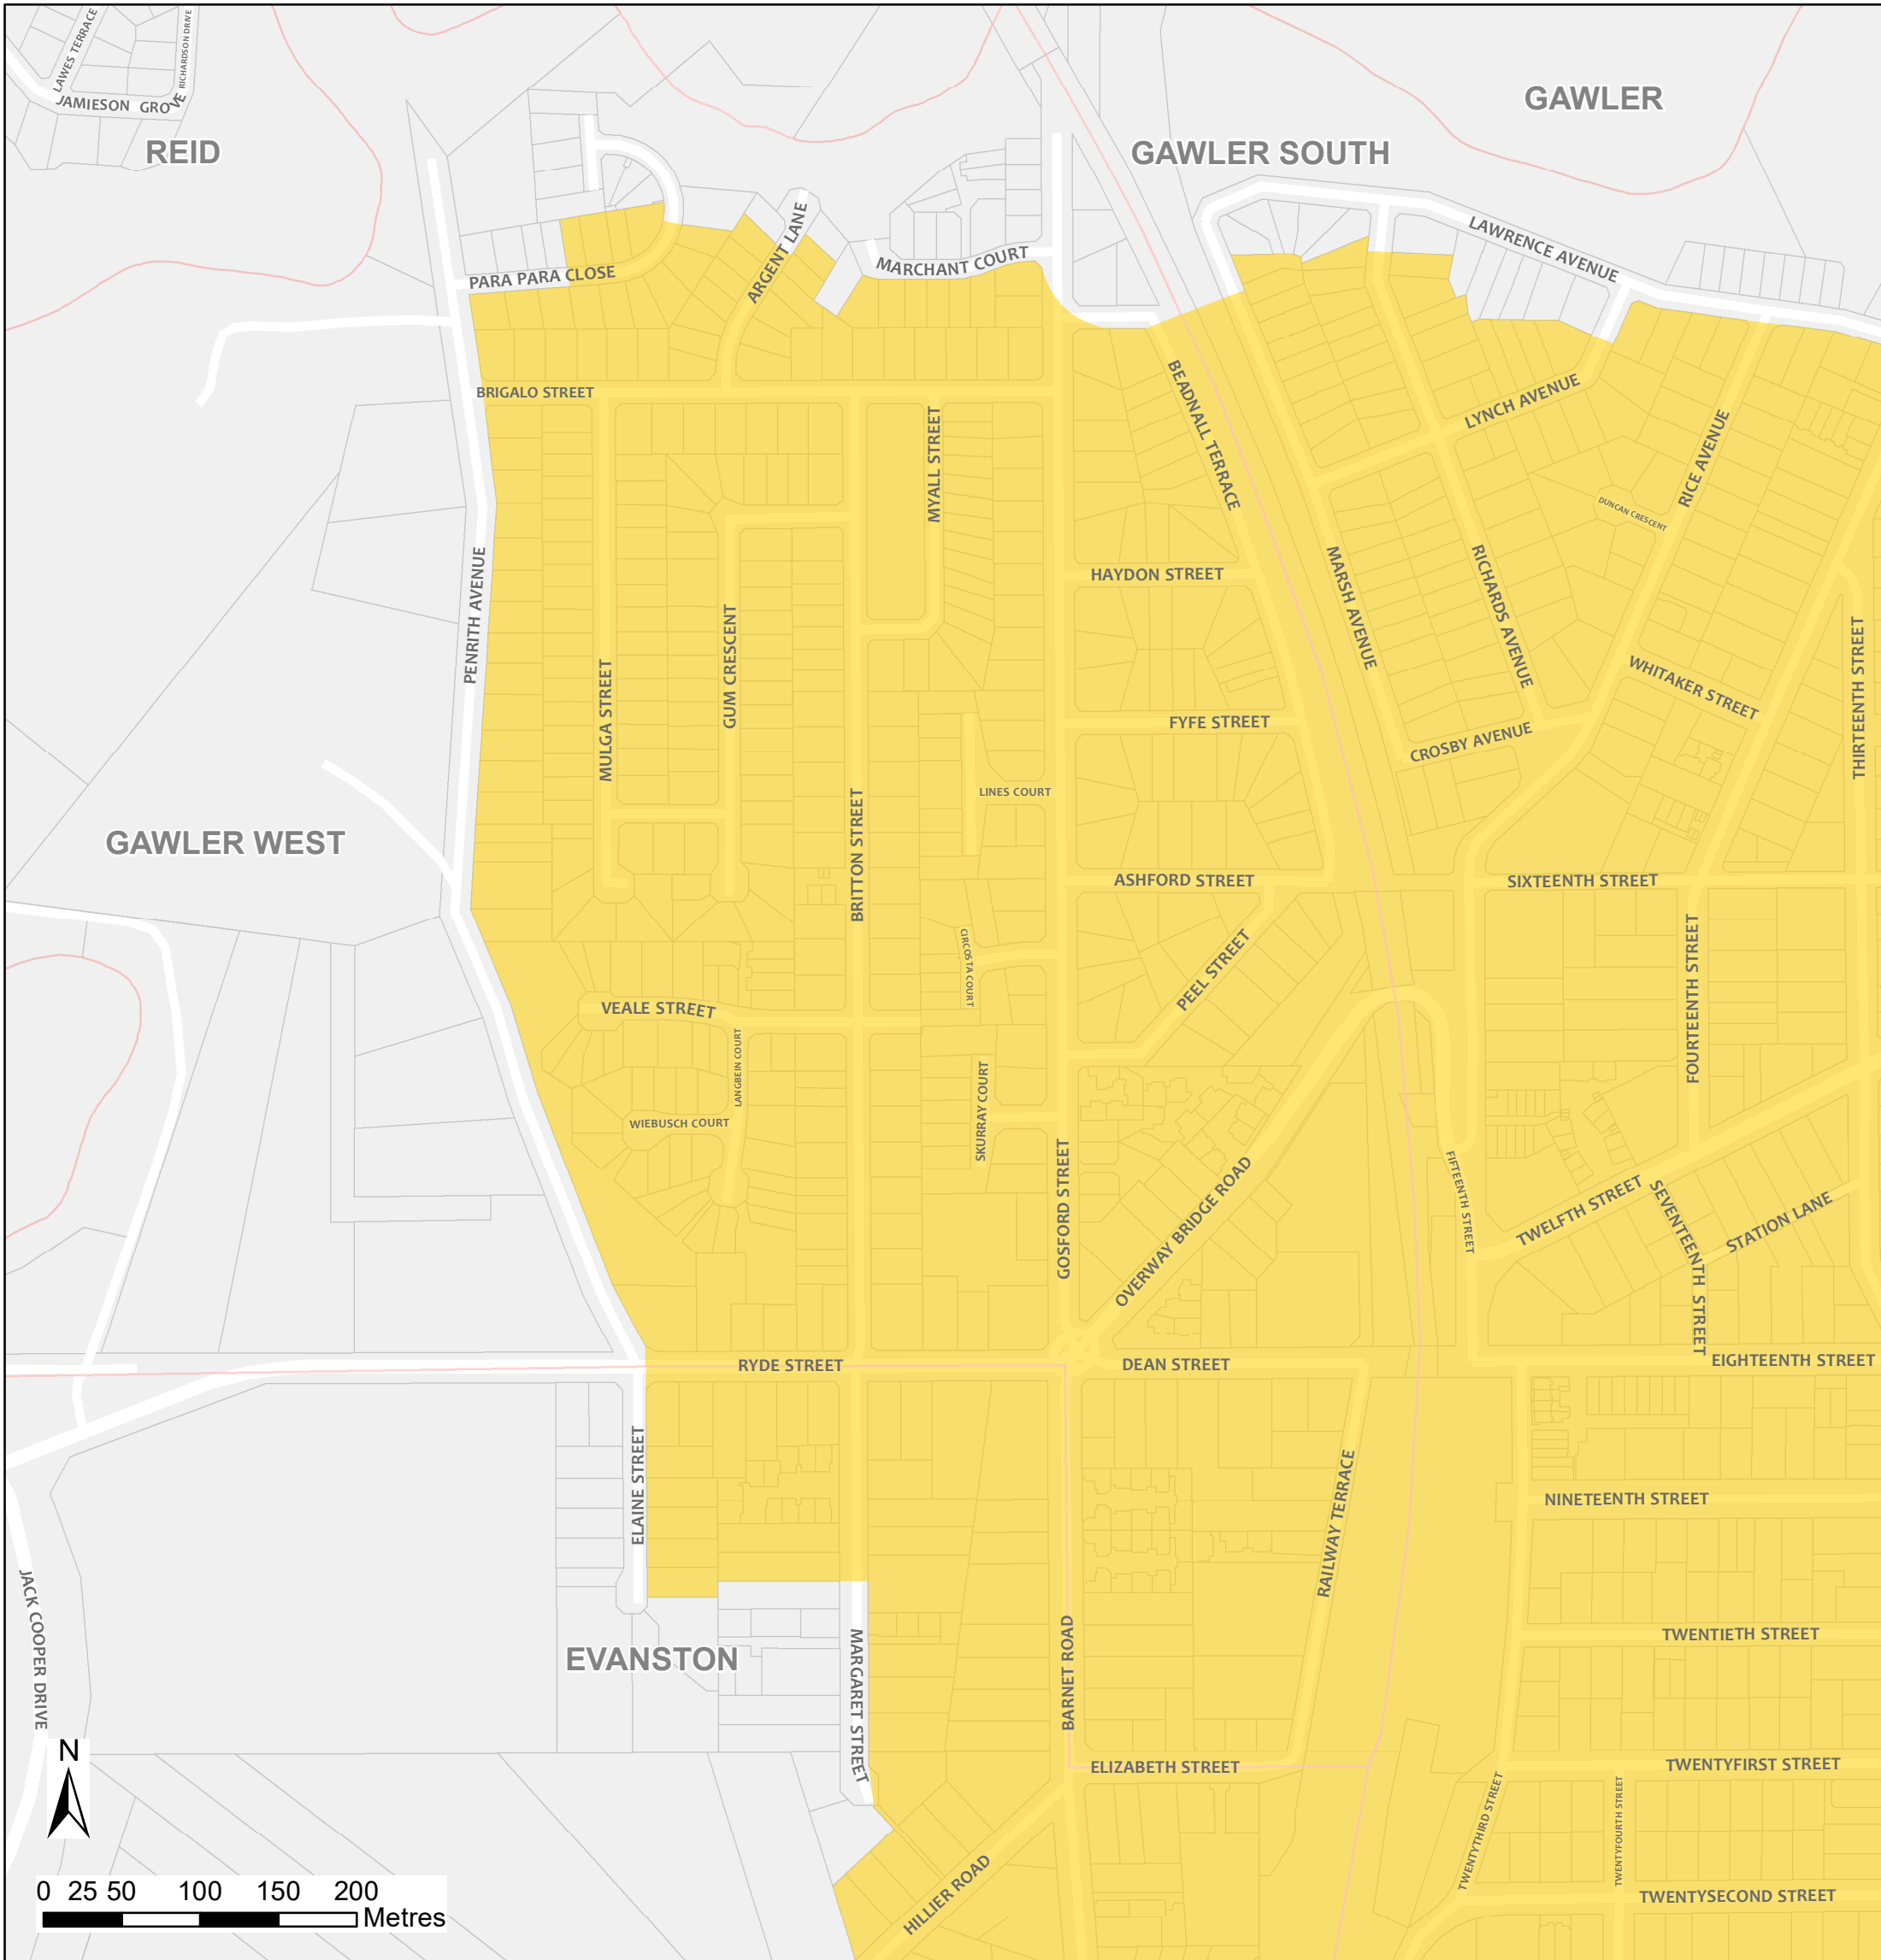 LAWES TERRACE
RICHARDSON DRIVE
JAMIESON GROVE
REID
GAWLER
GAWLER SOUTH
LAWRENCE AVENUE
ARGENT LANE
MARCHANT COURT
PARA PARA CLOSE
BRIGALO STREET
BEADNALL TERRACE
LYNCH AVENUE
RICE AVENUE
MYALL STREET
DUNCAN CRESCENT
PENRITH AVENUE
HAYDON STREET
MARSH AVENUE
RICHARDS AVENUE
MULGA STREET
GUM CRESCENT
WHITAKER STREET
THIRTEENTH STREET
FYFE STREET
CROSBY AVENUE
LINES COURT
GAWLER WEST
BRITTON STREET
ASHFORD STREET
SIXTEENTH STREET
CIRCOSTA COURT
PEEL STREET
FOURTEENTH STREET
VEALE STREET
LANGBEIN COURT
WIEBUSCH COURT
SKURRAY COURT
GOSFORD STREET
OVERWAY BRIDGE ROAD
FIFTEENTH STREET
TWELFTH STREET
SEVENTEENTH STREET
STATION LANE
RYDE STREET
DEAN STREET
EIGHTEENTH STREET
ELAINE STREET
RAILWAY TERRACE
NINETEENTH STREET
JACK COOPER DRIVE
EVANSTON
MARGARET STREET
BARNET ROAD
TWENTIETH STREET
ELIZABETH STREET
TWENTYFIRST STREET
TWENTYTHIRD STREET
TWENTYFOURTH STREET
HILLIER ROAD
TWENTYSECOND STREET
N
0 25 50 100 150 200
Metres